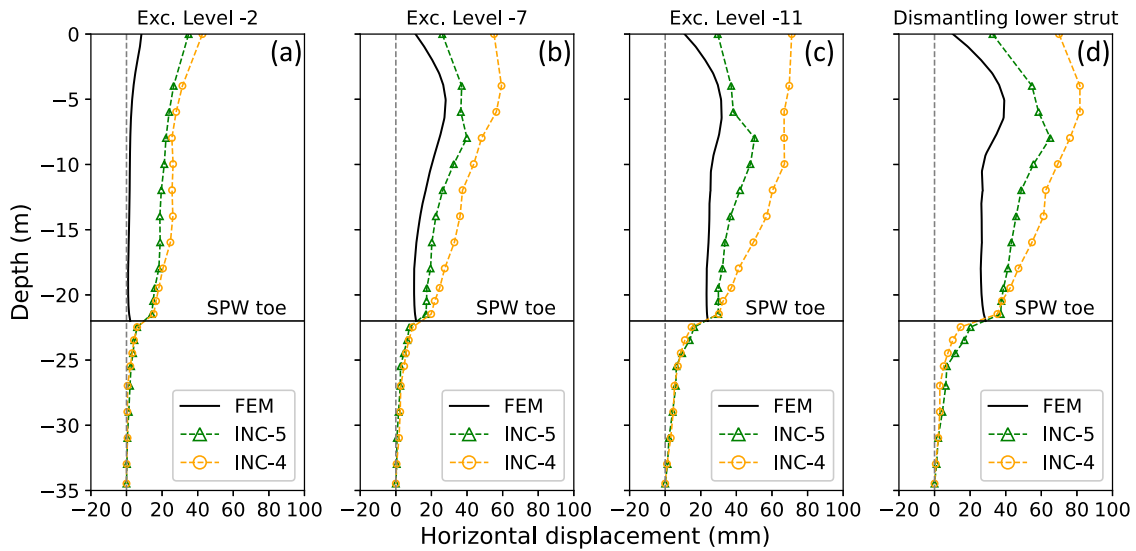 Exc. Level -2
Exc. Level -7
Exc. Level -11
Dismantling lower strut
Depth (m)
0
−5
−10
−15
−20
−25
−30
−35
(a)
SPW toe
FEM
INC-5
INC-4
−20 0 20 40 60 80 100
(b)
SPW toe
FEM
INC-5
INC-4
−20 0 20 40 60 80 100
(c)
SPW toe
FEM
INC-5
INC-4
−20 0 20 40 60 80 100
(d)
SPW toe
FEM
INC-5
INC-4
−20 0 20 40 60 80 100
Horizontal displacement (mm)